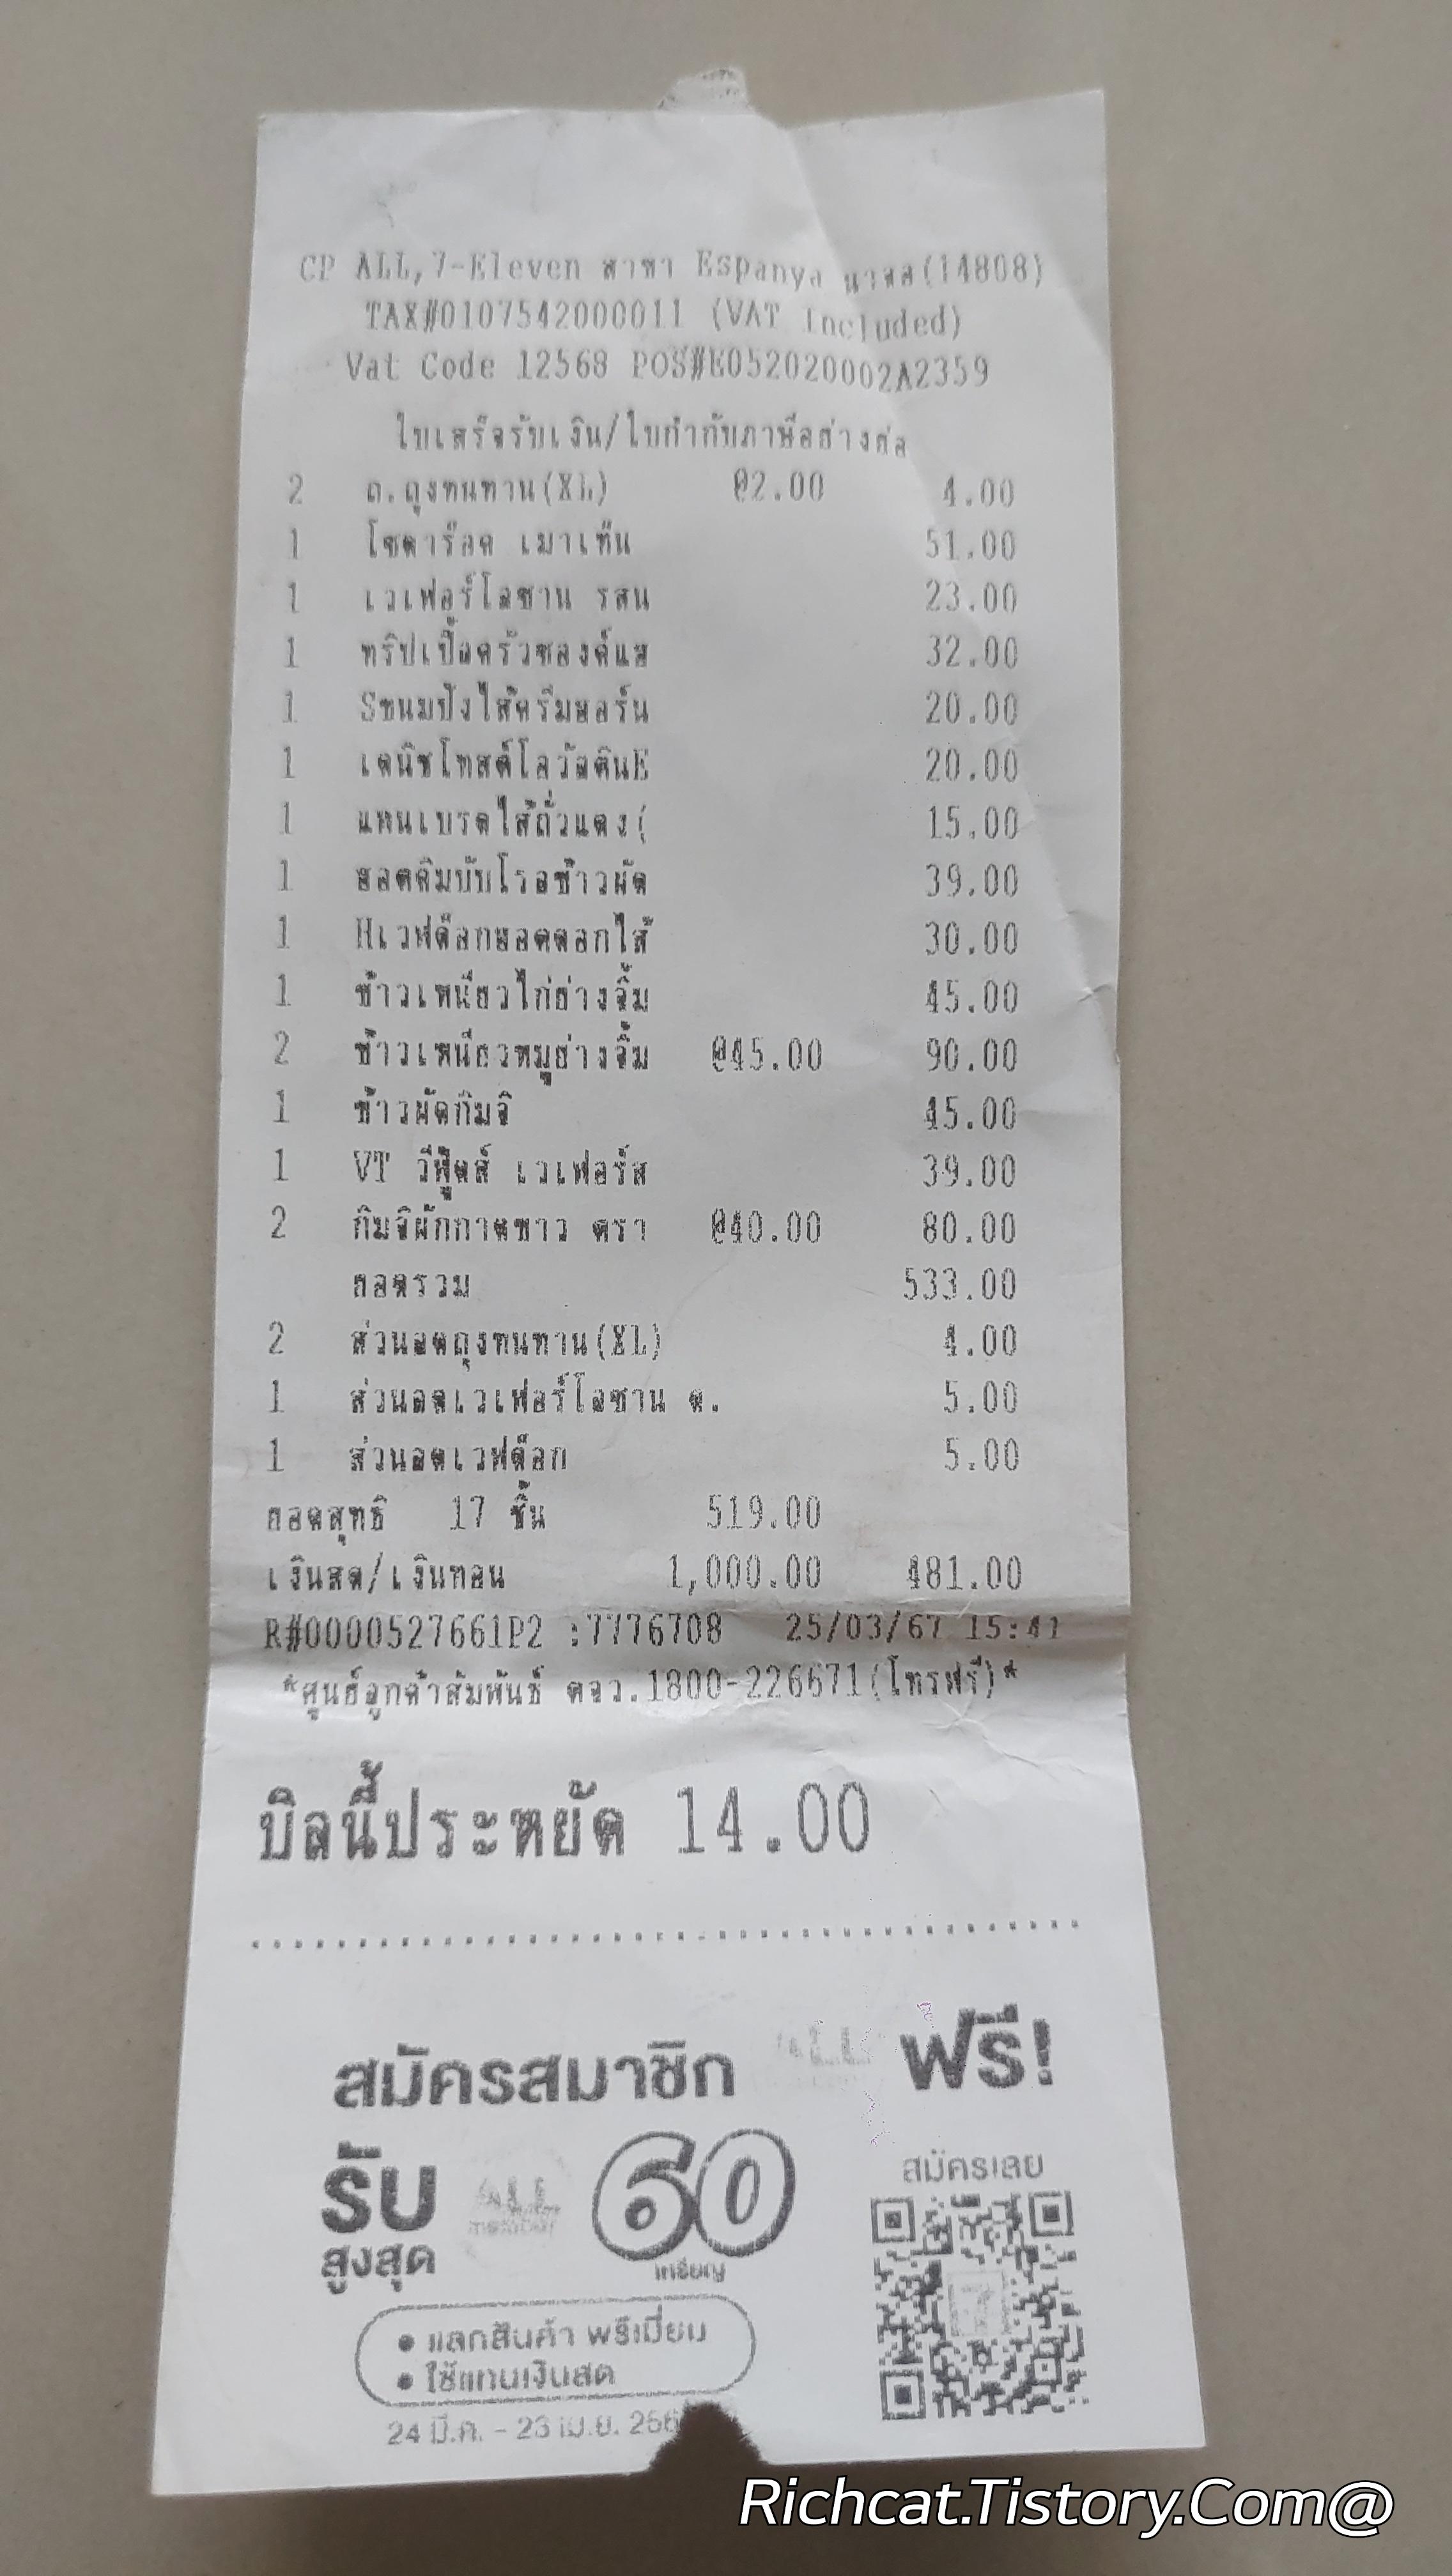 CP ALL,7-Eleven สาขา Espanya นาจอ(14808)
TAX#0107542000011 (VAT Included)
Vat Code 12568 POS#E052020002A2359
ใบเสร็จรับเงิน/ใบกำกับภาษีอย่างย่อ
2 ถ.ถุงทนทาน(XL) @2.00 4.00
1 โซดาร็อค เมาเท็น 51.00
1 เวเฟอร์โลซาน รสน 23.00
1 ทริปเปิ้ลครัวซองต์แฮ 32.00
1 Sขนมปังไส้ครีมฮอร์น 20.00
1 เดนิชโทสต์โอวัลตินE 20.00
1 แพนเบรดไส้ถั่วแดง( 15.00
1 ฮอตคิมบับโรลข้าวผัด 39.00
1 Hเวฟด็อกฮอตดอกไส้ 30.00
1 ข้าวเหนียวไก่ย่างจิ้ม 45.00
2 ข้าวเหนียวหมูย่างจิ้ม @45.00 90.00
1 ข้าวผัดกิมจิ 45.00
1 VT วีฟู้ดส์ เวเฟอร์ส 39.00
2 กิมจิผักกาดขาว ตรา @40.00 80.00
ยอดรวม 533.00
2 ส่วนลดถุงทนทาน(XL) 4.00
1 ส่วนลดเวเฟอร์โลซาน ด. 5.00
1 ส่วนลดเวฟด็อก 5.00
ยอดสุทธิ 17 ชิ้น 519.00
เงินสด/เงินทอน 1,000.00 481.00
R#0000527661P2 :7776708 25/03/67 15:41
*ศูนย์ลูกค้าสัมพันธ์ ตจว.1800-226671(โทรฟรี)*
บิลนี้ประหยัด 14.00
สมัครสมาชิก ALL ฟรี!
รับ
สูงสุด
ALL
member
60
เหรียญ
สมัครเลย
7
• แลกสินค้า พรีเมี่ยม
• ใช้แทนเงินสด
24 มี.ค. - 23 เม.ย. 256
Richcat.Tistory.Com@